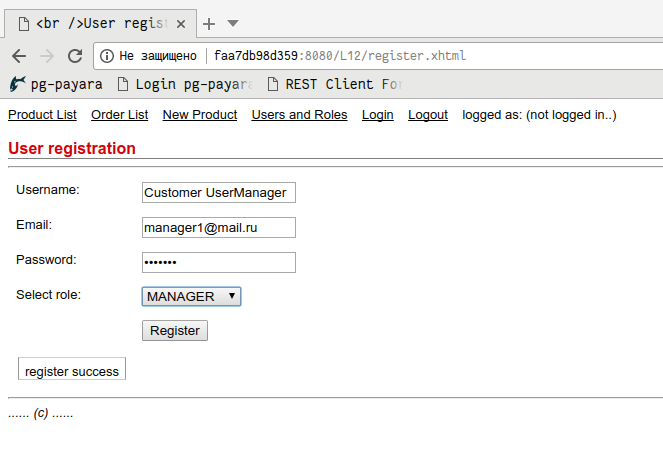 <br />User regist
Не защищено faa7db98d359:8080/L12/register.xhtml
pg-payara Login pg-payara REST Client For
Product List Order List New Product Users and Roles Login Logout logged as: (not logged in..)
User registration
Username: Customer UserManager
Email: manager1@mail.ru
Password: •••••••
Select role: MANAGER
Register
register success
...... (c) ......